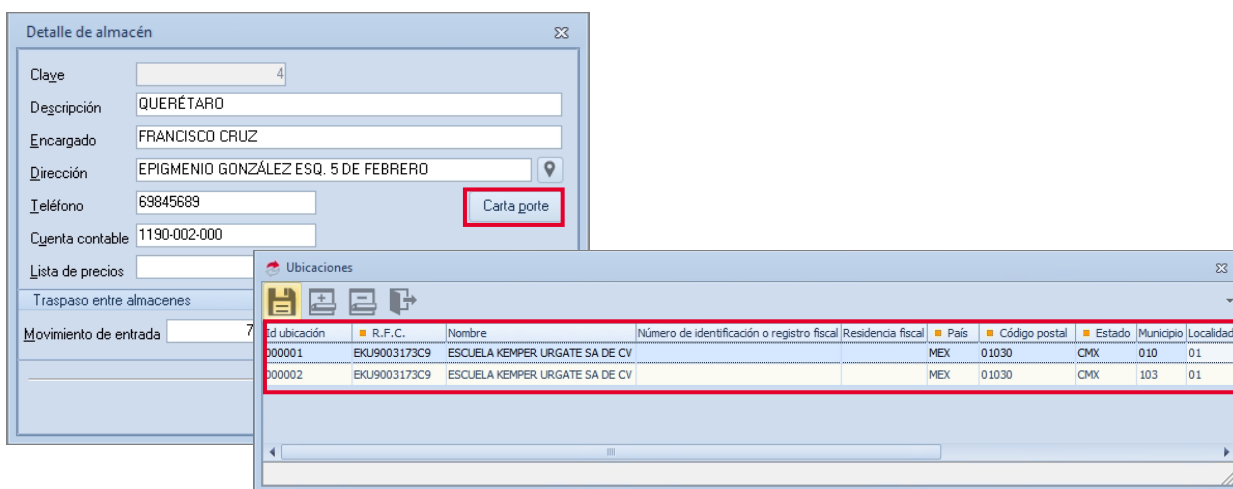 Detalle de almacén
Clave 4
Descripción QUERÉTARO
Encargado FRANCISCO CRUZ
Dirección EPIGMENIO GONZÁLEZ ESQ. 5 DE FEBRERO
Teléfono 69845689 Carta porte
Cuenta contable 1190-002-000
Lista de precios
Traspaso entre almacenes
Movimiento de entrada 7
Ubicaciones
Id ubicación R.F.C. Nombre Número de identificación o registro fiscal Residencia fiscal País Código postal Estado Municipio Localidad
000001 EKU9003173C9 ESCUELA KEMPER URGATE SA DE CV MEX 01030 CMX 010 01
000002 EKU9003173C9 ESCUELA KEMPER URGATE SA DE CV MEX 01030 CMX 103 01